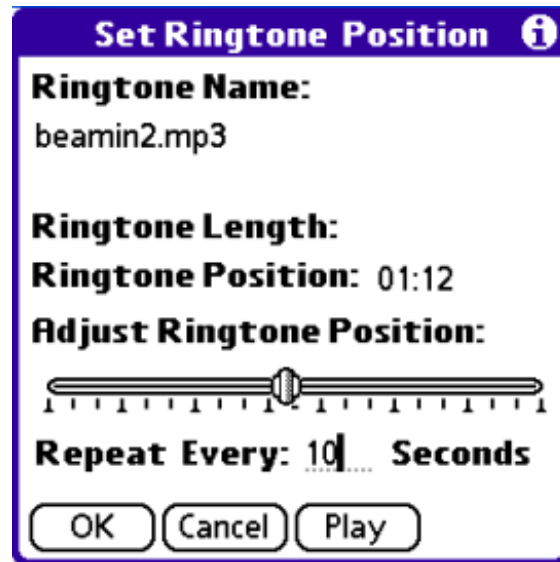 Set Ringtone Position i
Ringtone Name:
beamin2.mp3
Ringtone Length:
Ringtone Position: 01:12
Adjust Ringtone Position:
Repeat Every: 10 Seconds
OK Cancel Play